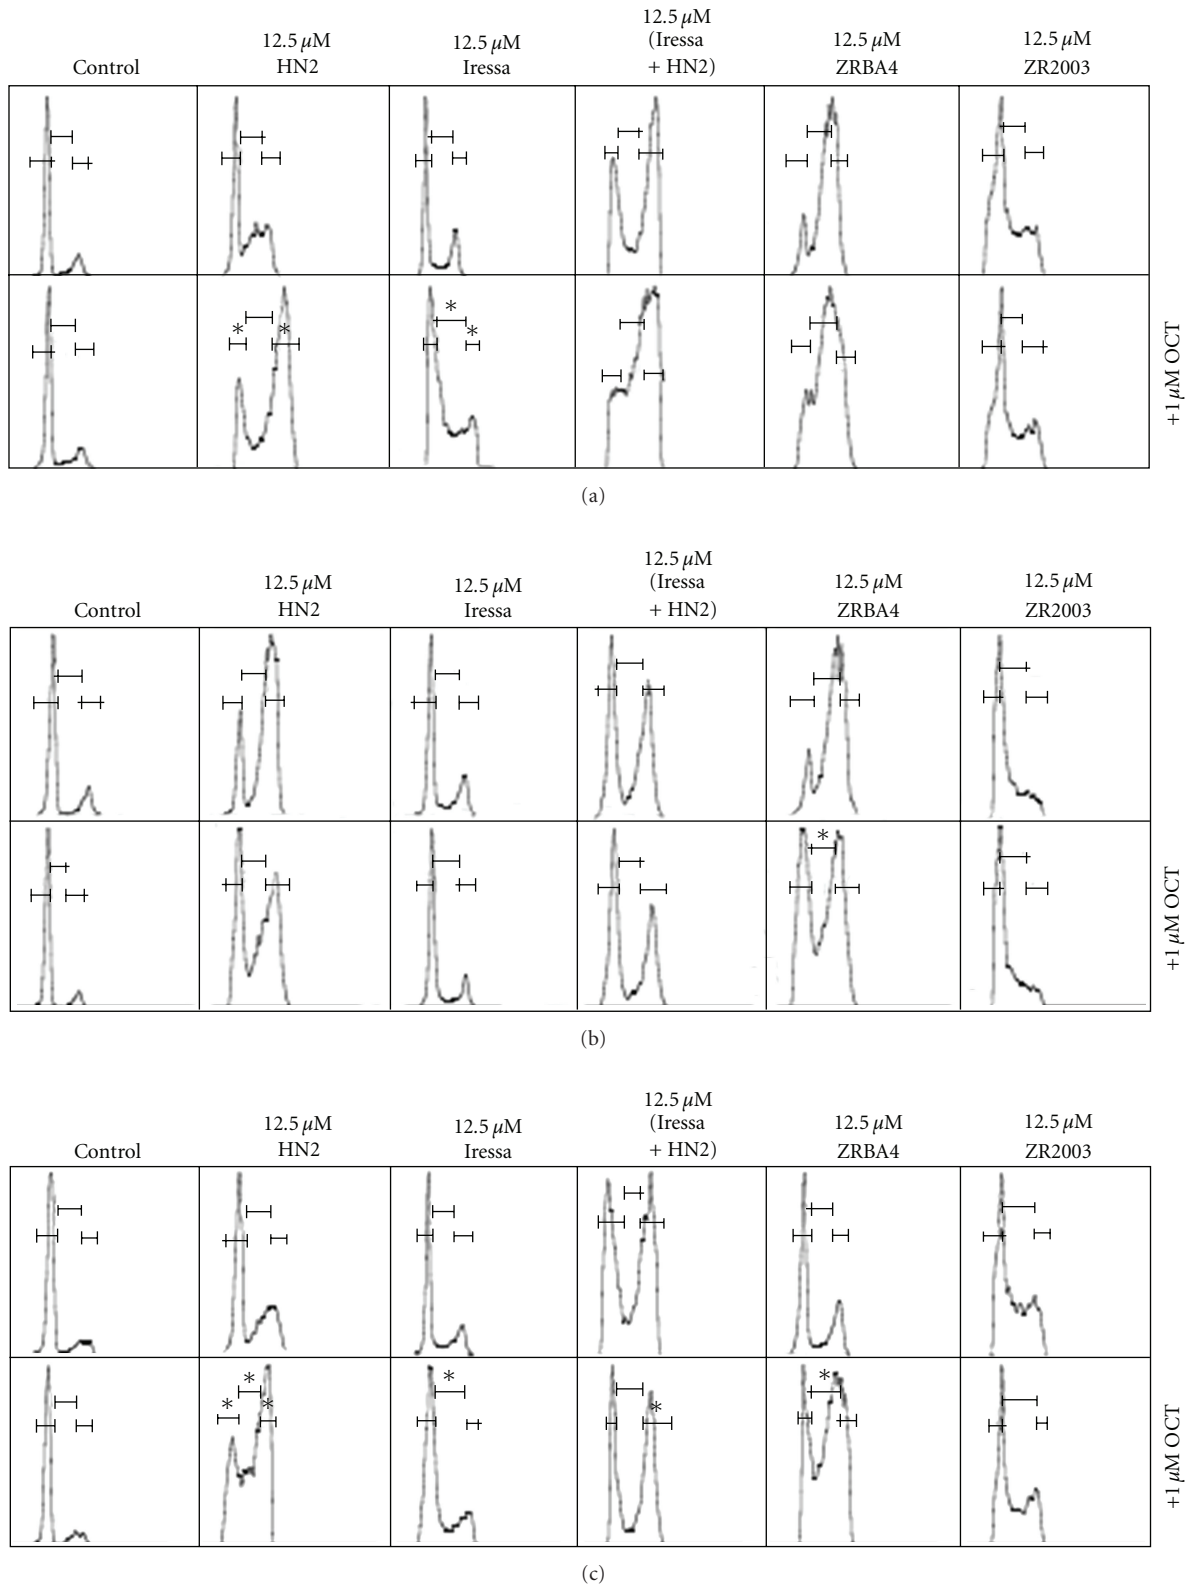 12.5 μM
(Iressa
+ HN2)
12.5 μM
HN2
12.5 μM
Iressa
12.5 μM
ZRBA4
12.5 μM
ZR2003
Control
* *
* *
+1 μM OCT
(a)
12.5 μM
(Iressa
+ HN2)
12.5 μM
HN2
12.5 μM
Iressa
12.5 μM
ZRBA4
12.5 μM
ZR2003
Control
*
+1 μM OCT
(b)
12.5 μM
(Iressa
+ HN2)
12.5 μM
HN2
12.5 μM
Iressa
12.5 μM
ZRBA4
12.5 μM
ZR2003
Control
* * *
*
*
*
+1 μM OCT
(c)